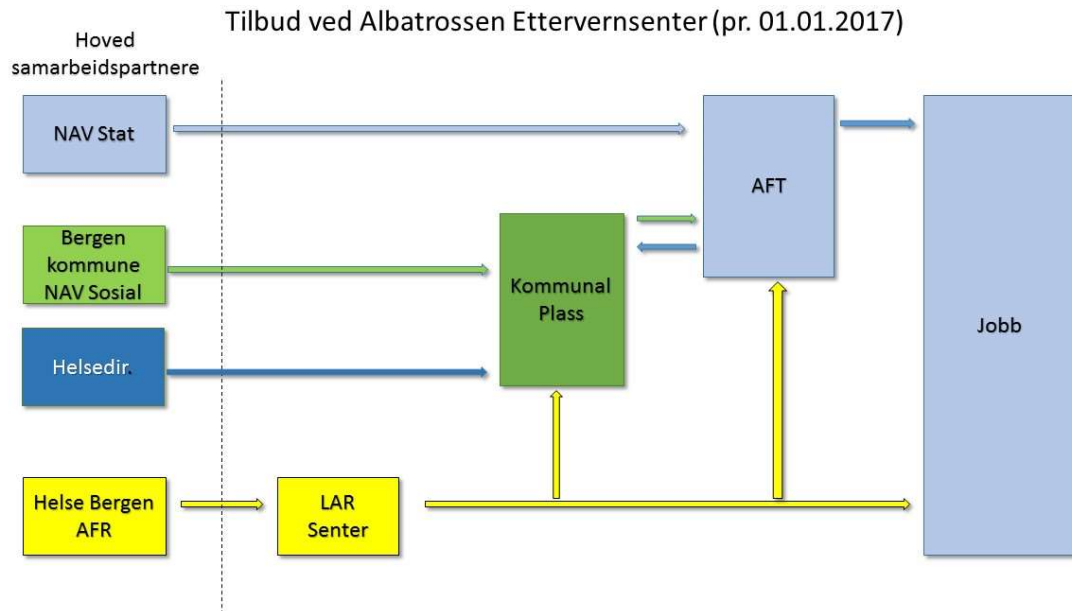 Tilbud ved Albatrossen Ettervernsenter (pr. 01.01.2017)
Hoved
samarbeidspartnere
NAV Stat
AFT
Bergen
kommune
NAV Sosial
Kommunal
Plass
Jobb
Helsedir.
Helse Bergen
AFR
LAR
Senter